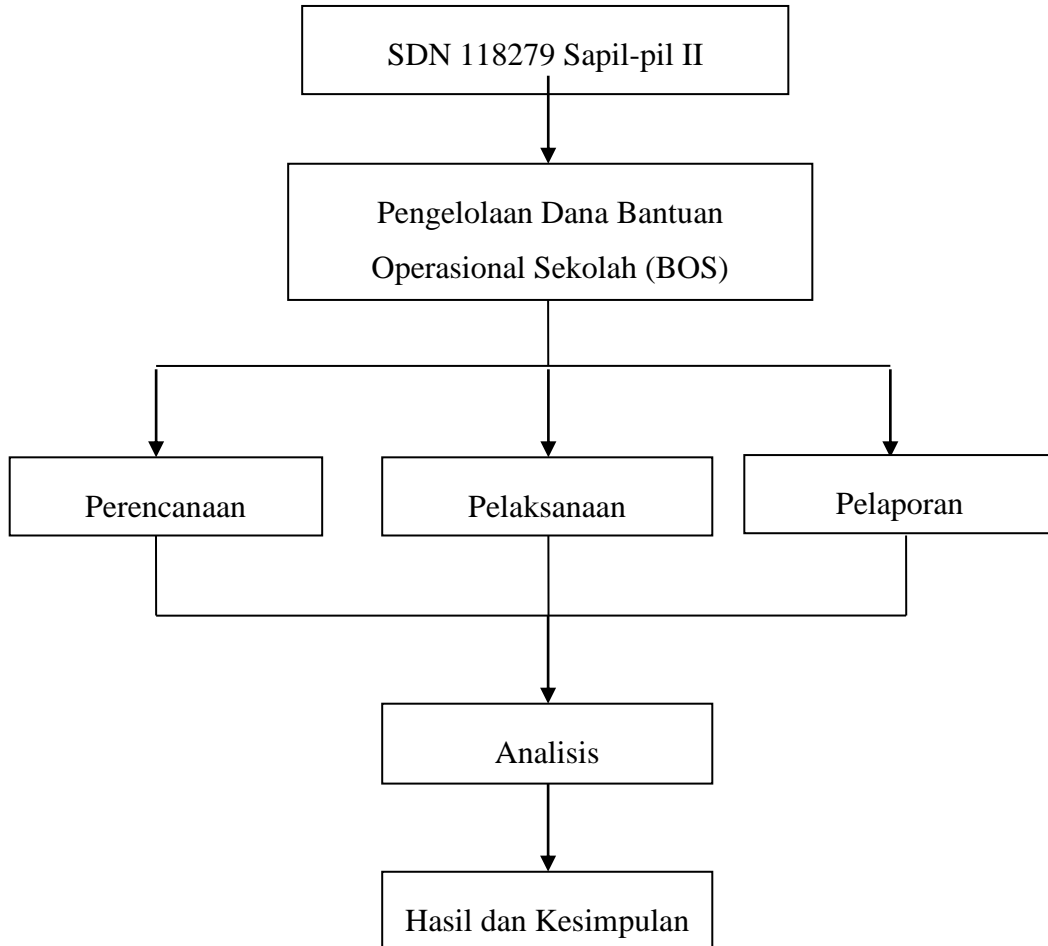 SDN 118279 Sapil-pil II
Pengelolaan Dana Bantuan
Operasional Sekolah (BOS)
Perencanaan
Pelaksanaan
Pelaporan
Analisis
Hasil dan Kesimpulan